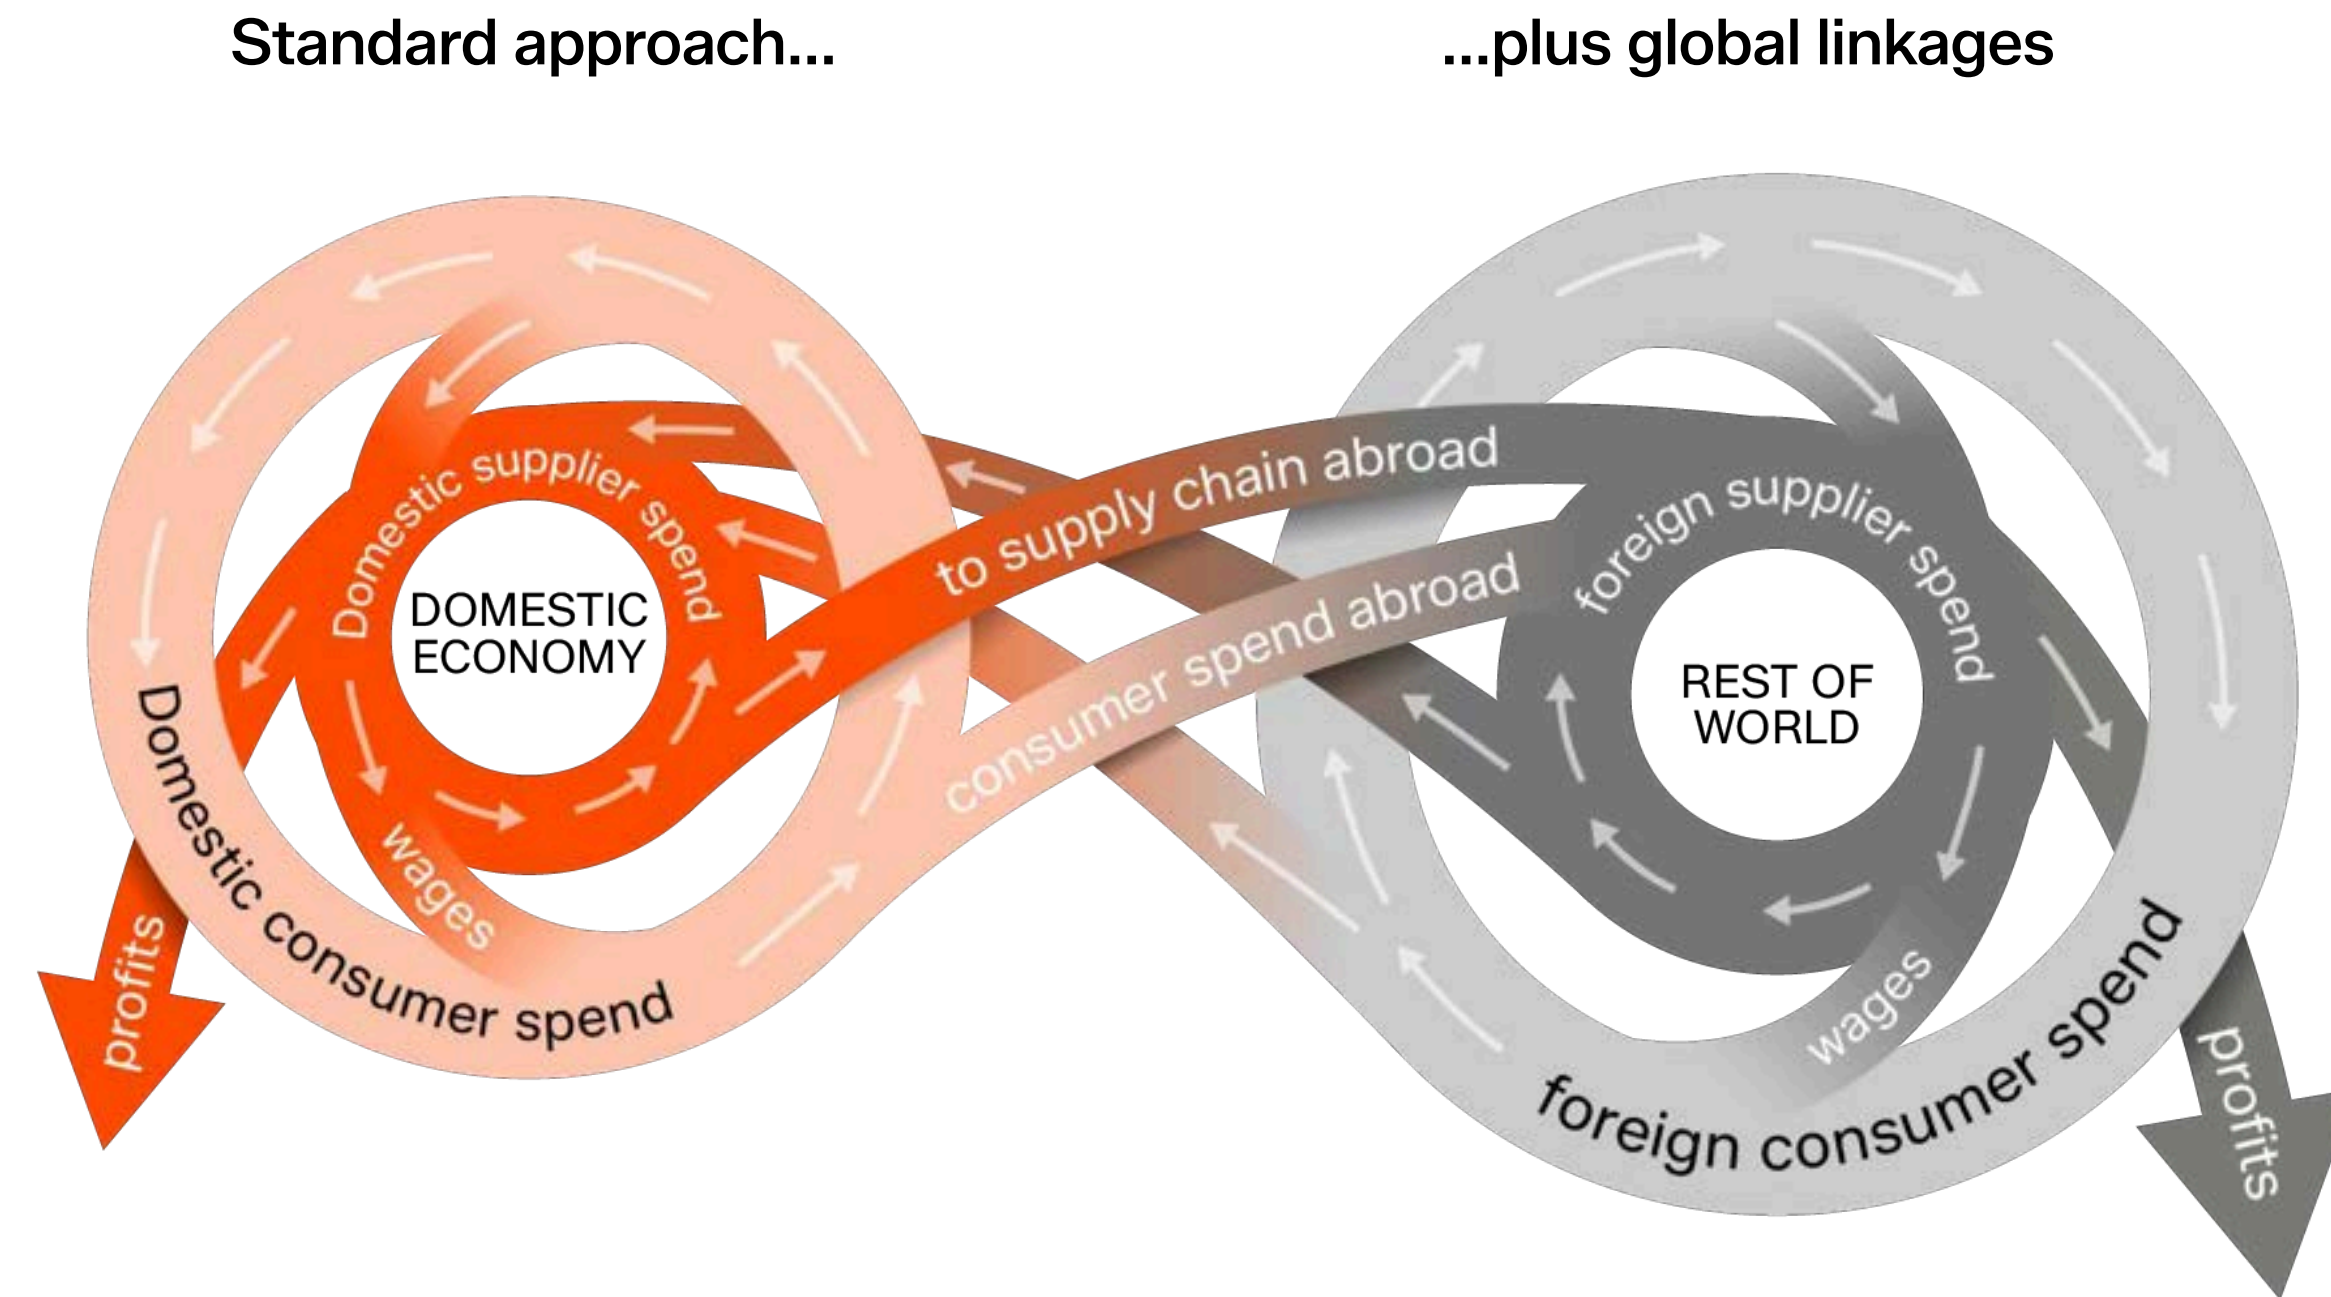 Standard approach...
...plus global linkages
Domestic supplier spend
DOMESTIC
ECONOMY
wages
Domestic consumer spend
profits
to supply chain abroad
consumer spend abroad
foreign supplier spend
REST OF
WORLD
wages
foreign consumer spend
profits